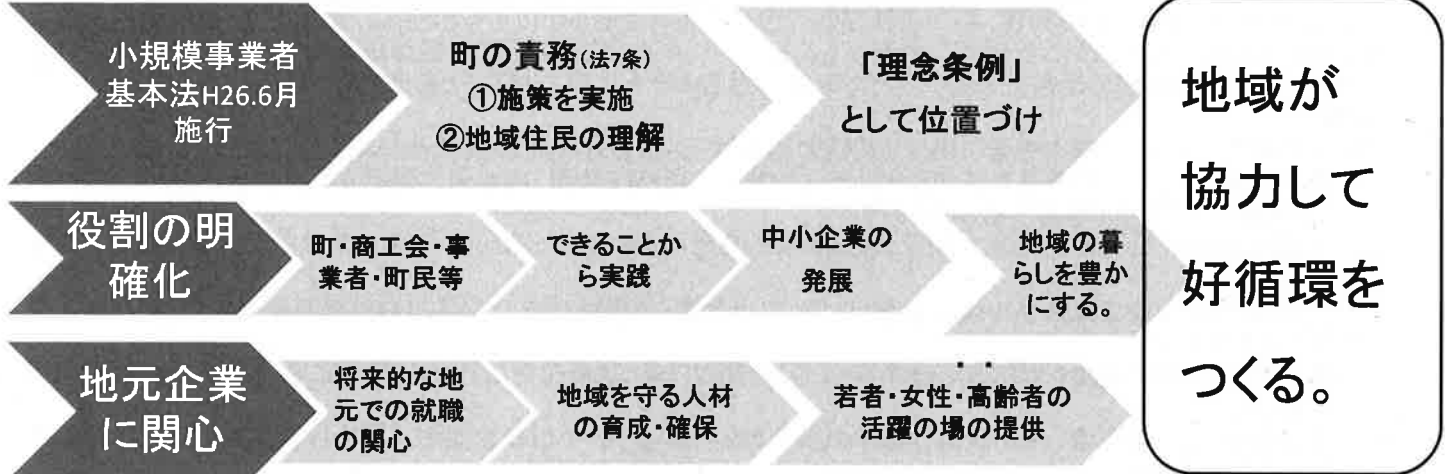 小規模事業者
基本法H26.6月
施行
町の責務(法7条)
①施策を実施
②地域住民の理解
「理念条例」
として位置づけ
役割の明
確化
町・商工会・事
業者・町民等
できることか
ら実践
中小企業の
発展
地域の暮
らしを豊か
にする。
地元企業
に関心
将来的な地
元での就職
の関心
地域を守る人材
の育成・確保
若者・女性・高齢者の
活躍の場の提供
地域が
協力して
好循環を
つくる。